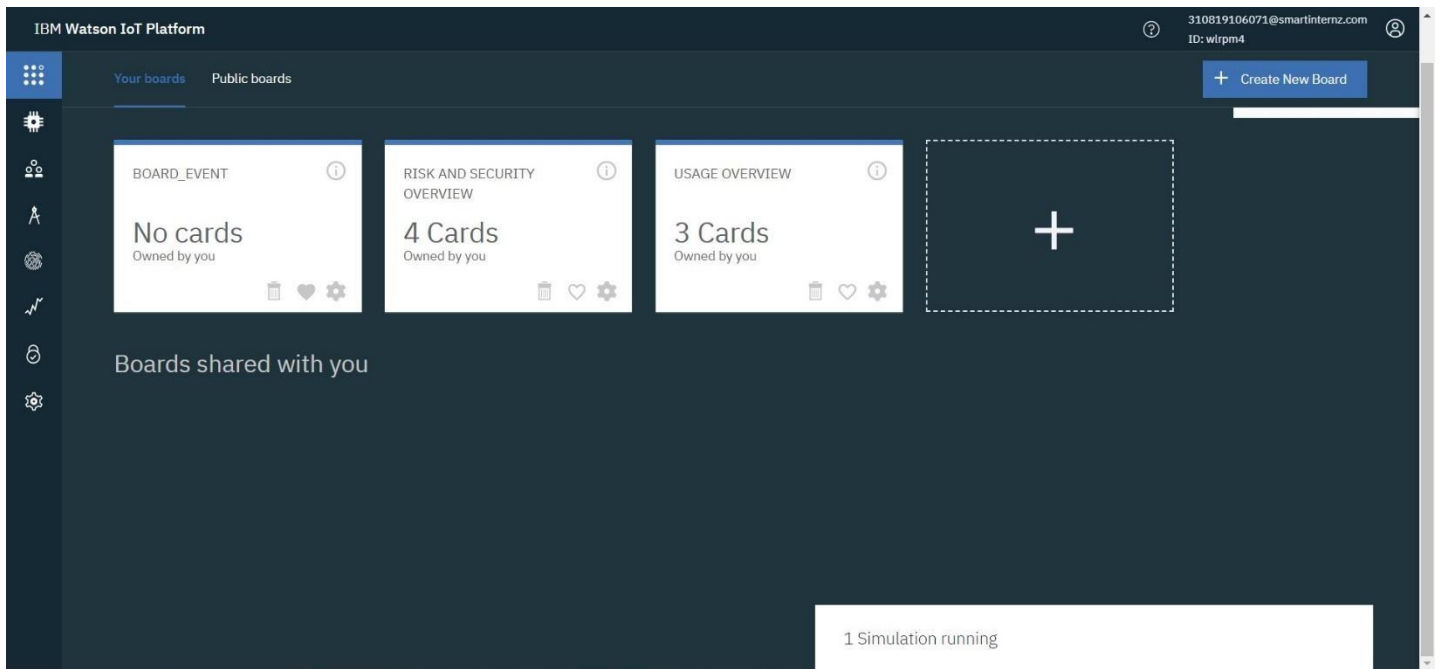 IBM Watson IoT Platform
310819106071@smartinternz.com
ID: wlrpm4
Your boards Public boards
Create New Board
BOARD_EVENT
No cards
Owned by you
RISK AND SECURITY
OVERVIEW
4 Cards
Owned by you
USAGE OVERVIEW
3 Cards
Owned by you
Boards shared with you
1 Simulation running